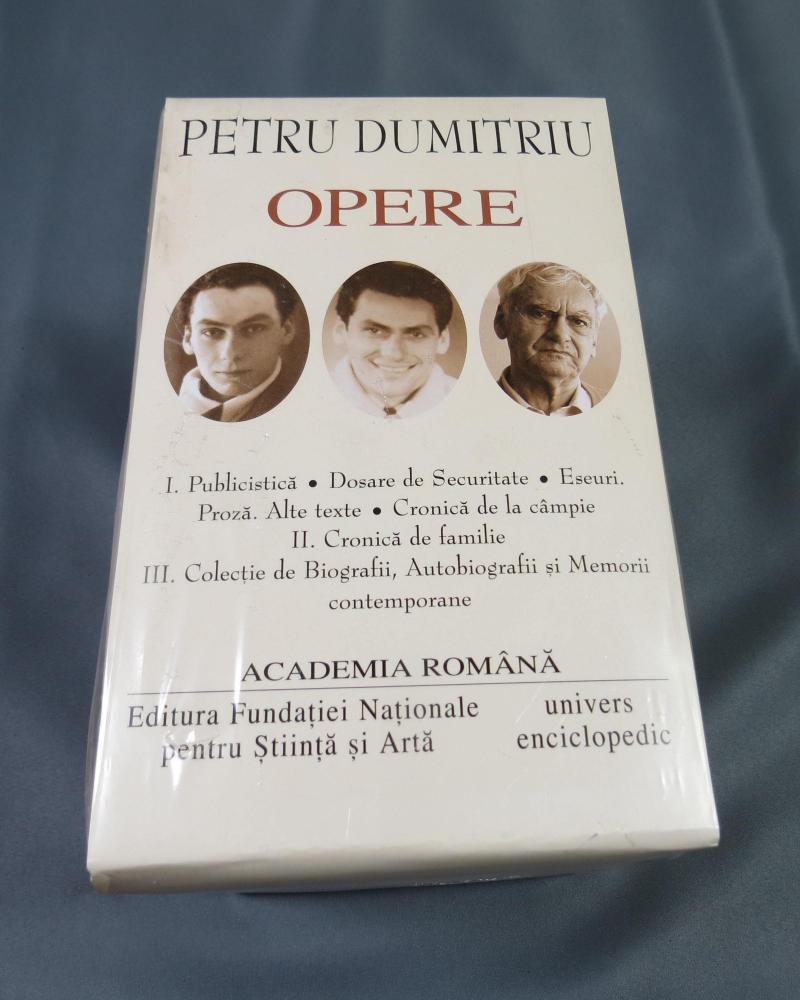 PETRU DUMITRIU
OPERE
I. Publicistică • Dosare de Securitate • Eseuri.
Proză. Alte texte • Cronică de la câmpie
II. Cronică de familie
III. Colecție de Biografii, Autobiografii și Memorii
contemporane
ACADEMIA ROMÂNĂ
Editura Fundației Naționale
pentru Știință și Artă
univers
enciclopedic